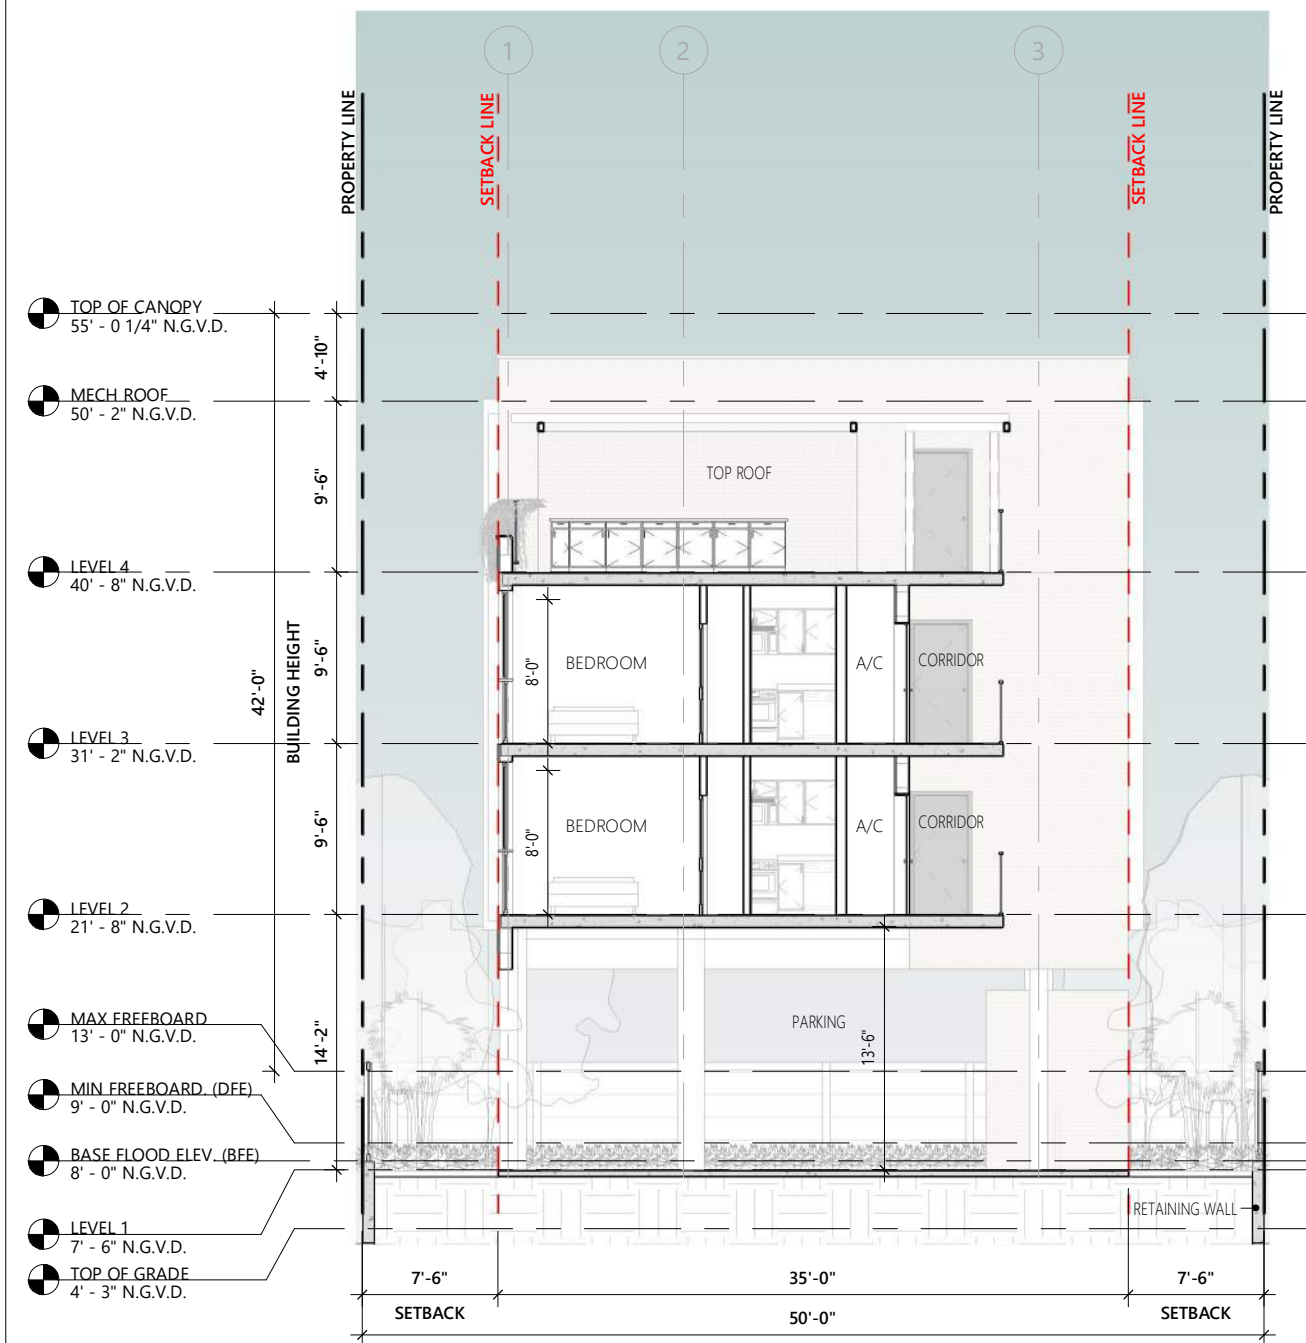 1
2
3
PROPERTY LINE
SETBACK LINE
SETBACK LINE
PROPERTY LINE
TOP OF CANOPY
55' - 0 1/4" N.G.V.D.
4'-10"
MECH ROOF
50' - 2" N.G.V.D.
9'-6"
TOP ROOF
LEVEL 4
40' - 8" N.G.V.D.
42'-0"
BUILDING HEIGHT
9'-6"
8'-0"
BEDROOM
A/C
CORRIDOR
LEVEL 3
31' - 2" N.G.V.D.
9'-6"
8'-0"
BEDROOM
A/C
CORRIDOR
LEVEL 2
21' - 8" N.G.V.D.
14'-2"
PARKING
13'-6"
MAX FREEBOARD
13' - 0" N.G.V.D.
MIN FREEBOARD. (DFE)
9' - 0" N.G.V.D.
BASE FLOOD ELEV. (BFE)
8' - 0" N.G.V.D.
LEVEL 1
7' - 6" N.G.V.D.
RETAINING WALL
TOP OF GRADE
4' - 3" N.G.V.D.
7'-6"
35'-0"
7'-6"
SETBACK
50'-0"
SETBACK